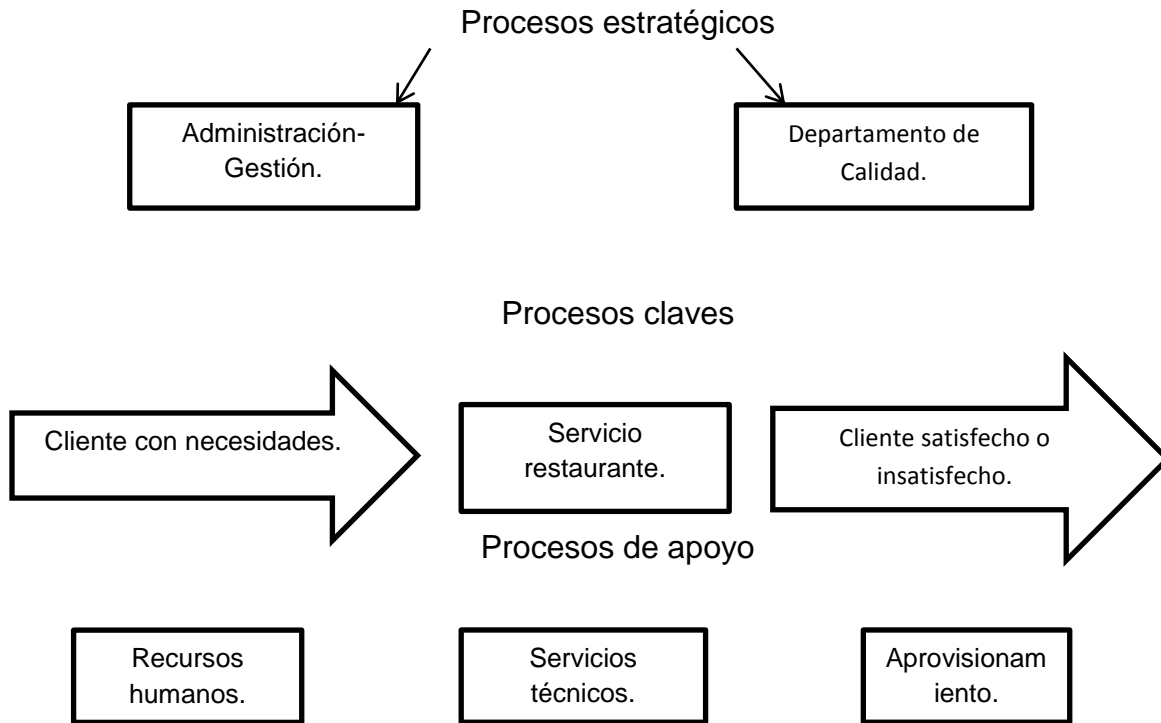 Procesos estratégicos
Administración-
Gestión.
Departamento de
Calidad.
Procesos claves
Cliente con necesidades.
Servicio
restaurante.
Cliente satisfecho o
insatisfecho.
Procesos de apoyo
Recursos
humanos.
Servicios
técnicos.
Aprovisionam
iento.